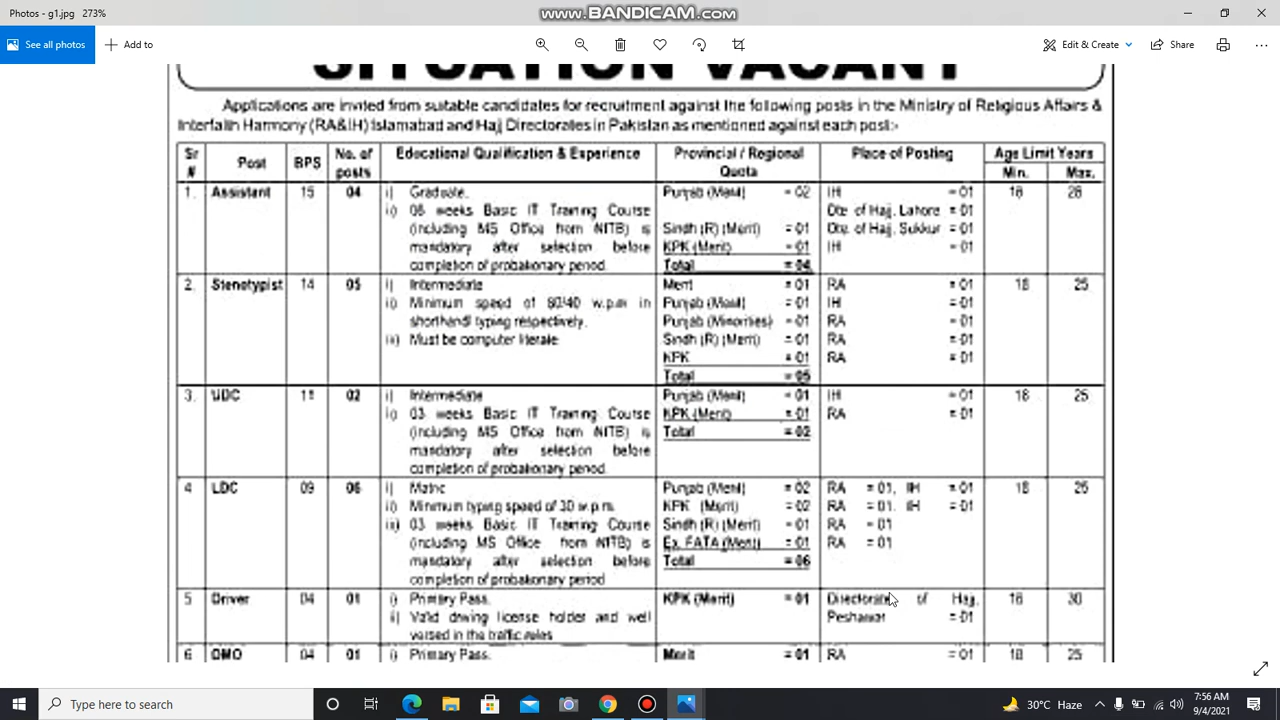 www.BANDICAM.com
Photos - g1.jpg 273%
See all photos
Add to
Edit & Create
Share
SITUATION VACANT
Applications are invited from suitable candidates for recruitment against the following posts in the Ministry of Religious Affairs &
Interfaith Harmony (RA&IH) Islamabad and Hajj Directorates in Pakistan as mentioned against each post:-
Sr # Post BPS No. of posts Educational Qualification & Experience Provincial / Regional Quota Place of Posting Age Limit Years
Min. Max.
1. Assistant 15 04 i) Graduate. Punjab (Merit) = 02 IH = 01 18 28
ii) 06 weeks Basic IT Training Course Dte of Hajj, Lahore = 01
(including MS Office from NITB) is Sindh (R) (Merit) = 01 Dte. of Hajj, Sukkur = 01
mandatory after selection before KPK (Merit) = 01 IH = 01
completion of probationary period. Total = 04
2. Stenotypist 14 05 i) Intermediate Merit = 01 RA = 01 18 25
ii) Minimum speed of 80/40 w.p.m in Punjab (Merit) = 01 IH = 01
shorthand/ typing respectively. Punjab (Minorities) = 01 RA = 01
iii) Must be computer literate Sindh (R) (Merit) = 01 RA = 01
KPK = 01 RA = 01
Total = 05
3. UDC 11 02 i) Intermediate Punjab (Merit) = 01 IH = 01 18 25
ii) 03 weeks Basic IT Training Course KPK (Merit) = 01 RA = 01
(including MS Office from NITB) is Total = 02
mandatory after selection before
completion of probationary period.
4 LDC 09 06 i) Matric Punjab (Merit) = 02 RA = 01, IH = 01 18 25
ii) Minimum typing speed of 30 w.p.m. KPK (Merit) = 02 RA = 01. IH = 01
iii) 03 weeks Basic IT Training Course Sindh (R) (Merit) = 01 RA = 01
(including MS Office from NITB) is Ex. FATA (Merit) = 01 RA = 01
mandatory after selection before Total = 06
completion of probationary period
5 Driver 04 01 i) Primary Pass. KPK (Merit) = 01 Directorate of Hajj, 18 30
ii) Valid driving license holder and well Peshawar = 01
versed in the traffic rules
6 DMO 04 01 i) Primary Pass. Merit = 01 RA = 01 18 25
Type here to search
30°C Haze
7:56 AM
9/4/2021